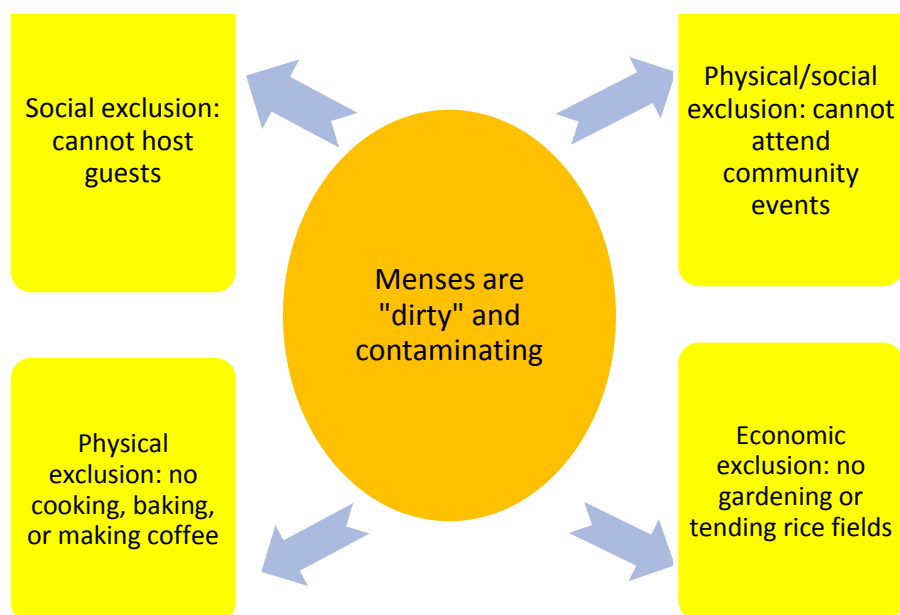 Social exclusion:
cannot host
guests
Physical/social
exclusion: cannot
attend
community
events
Menses are
"dirty" and
contaminating
Physical
exclusion: no
cooking, baking,
or making coffee
Economic
exclusion: no
gardening or
tending rice fields